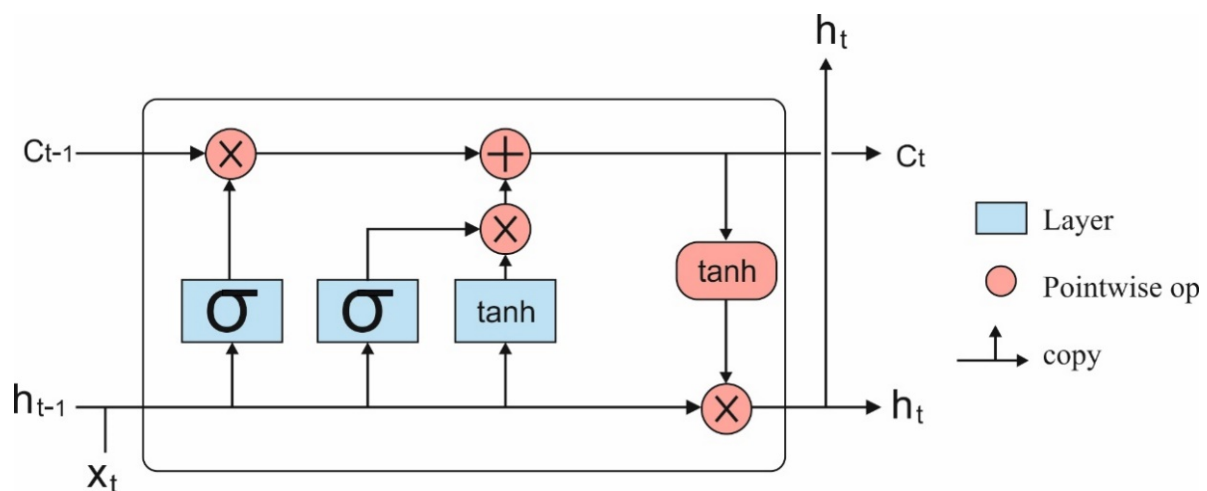 hₜ
Cₜ₋₁
×
+
Cₜ
×
Layer
σ
σ
tanh
tanh
Pointwise op
copy
hₜ₋₁
×
hₜ
xₜ